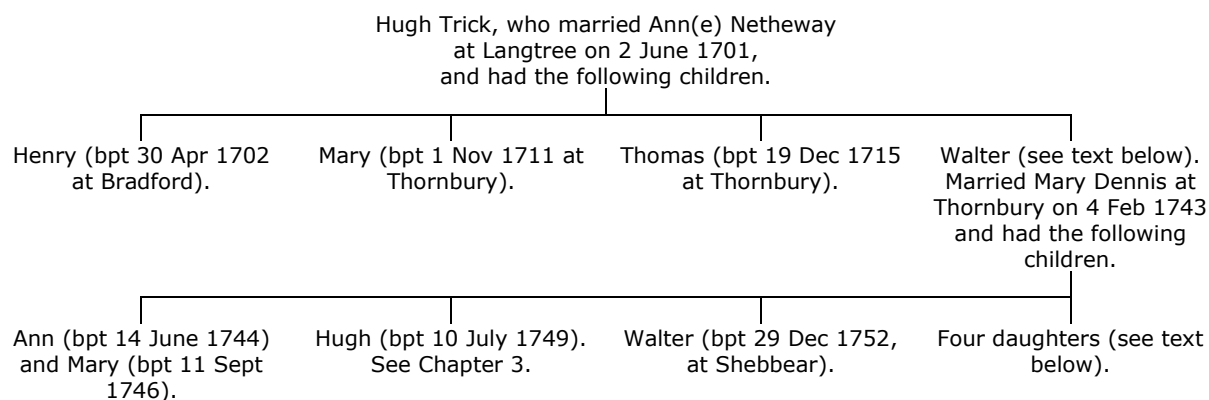 Hugh Trick, who married Ann(e) Netheway
at Langtree on 2 June 1701,
and had the following children.
Henry (bpt 30 Apr 1702
at Bradford).
Mary (bpt 1 Nov 1711 at
Thornbury).
Thomas (bpt 19 Dec 1715
at Thornbury).
Walter (see text below).
Married Mary Dennis at
Thornbury on 4 Feb 1743
and had the following
children.
Ann (bpt 14 June 1744)
and Mary (bpt 11 Sept
1746).
Hugh (bpt 10 July 1749).
See Chapter 3.
Walter (bpt 29 Dec 1752,
at Shebbear).
Four daughters (see text
below).